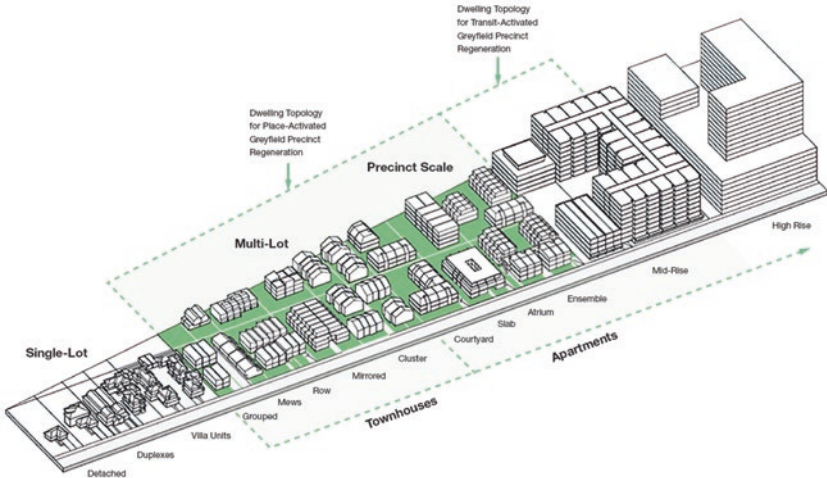 Dwelling Topology
for Transit-Activated
Greyfield Precinct
Regeneration
Dwelling Topology
for Place-Activated
Greyfield Precinct
Regeneration
Precinct Scale
Multi-Lot
Single-Lot
High Rise
Mid-Rise
Ensemble
Atrium
Slab
Courtyard
Cluster
Mirrored
Row
Mews
Grouped
Villa Units
Duplexes
Detached
Apartments
Townhouses